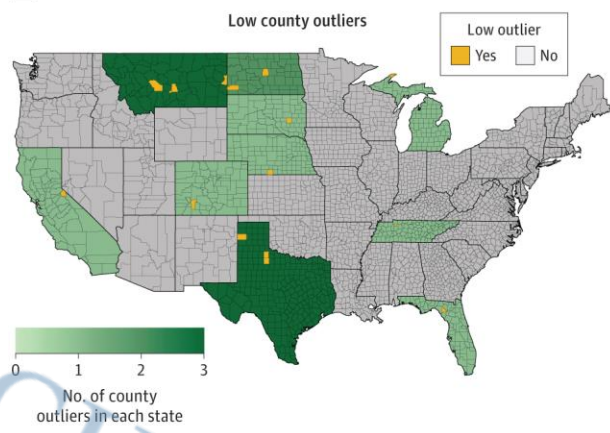 Low county outliers
Low outlier
Yes
No
0
1
2
3
No. of county
outliers in each state